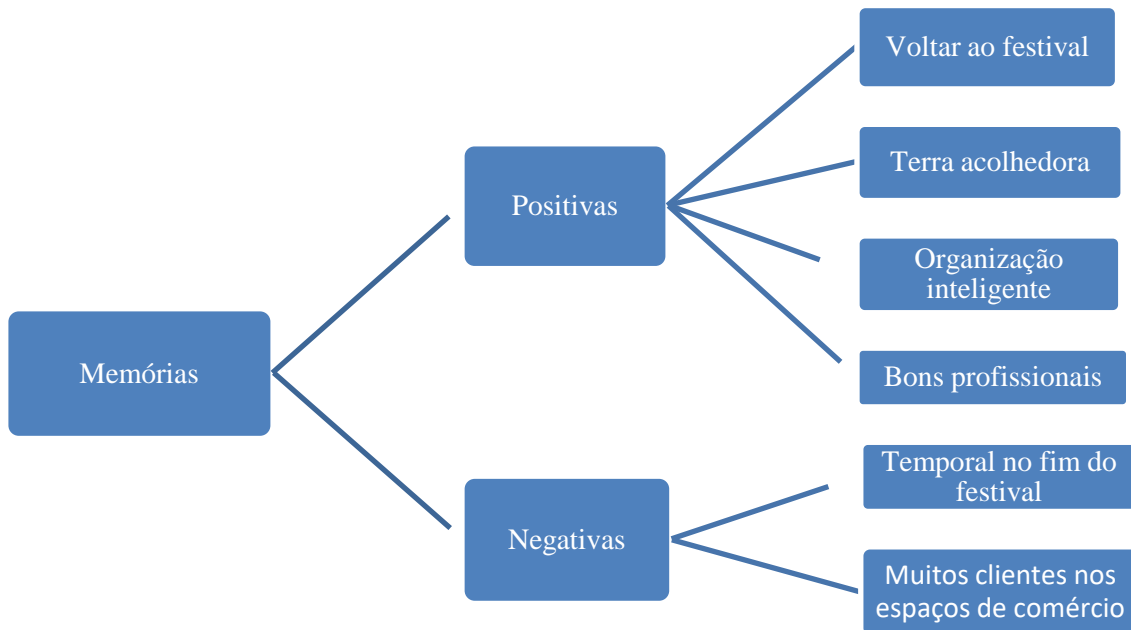 Memórias
Positivas
Voltar ao festival
Terra acolhedora
Organização
inteligente
Bons profissionais
Negativas
Temporal no fim do
festival
Muitos clientes nos
espaços de comércio